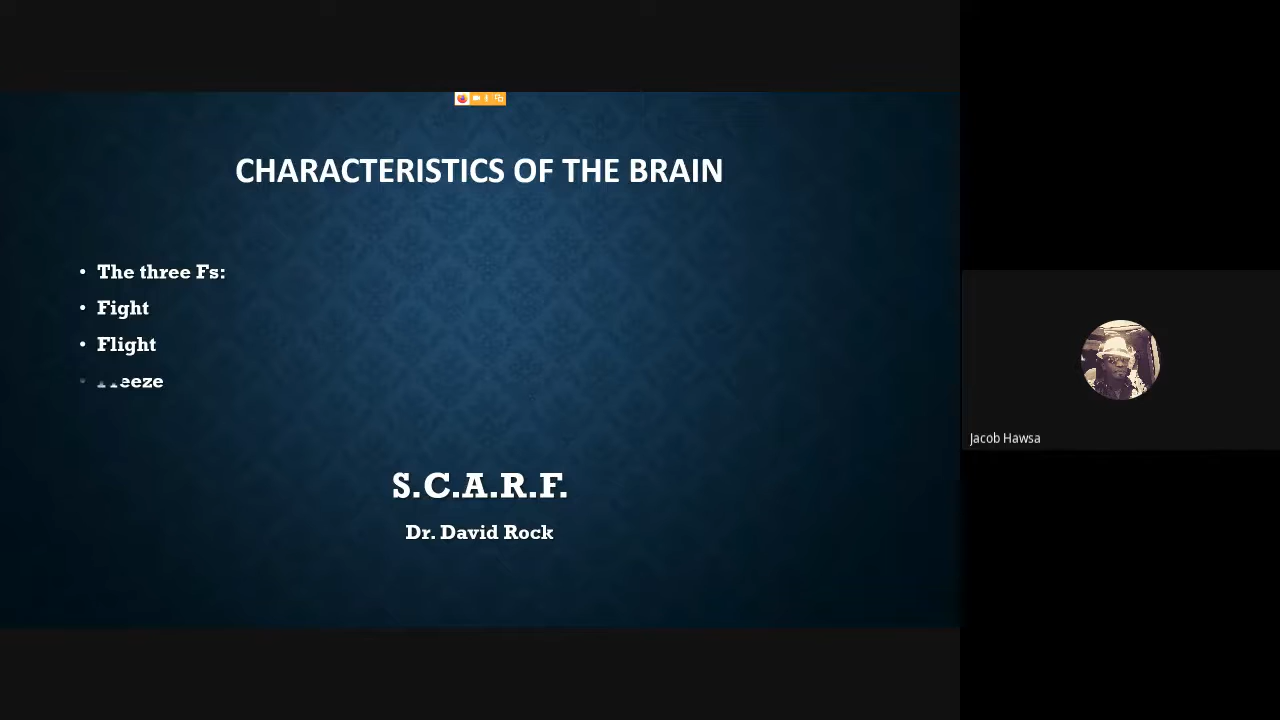 CHARACTERISTICS OF THE BRAIN
• The three Fs:
• Fight
• Flight
S.C.A.R.F.
Dr. David Rock
Jacob Hawsa